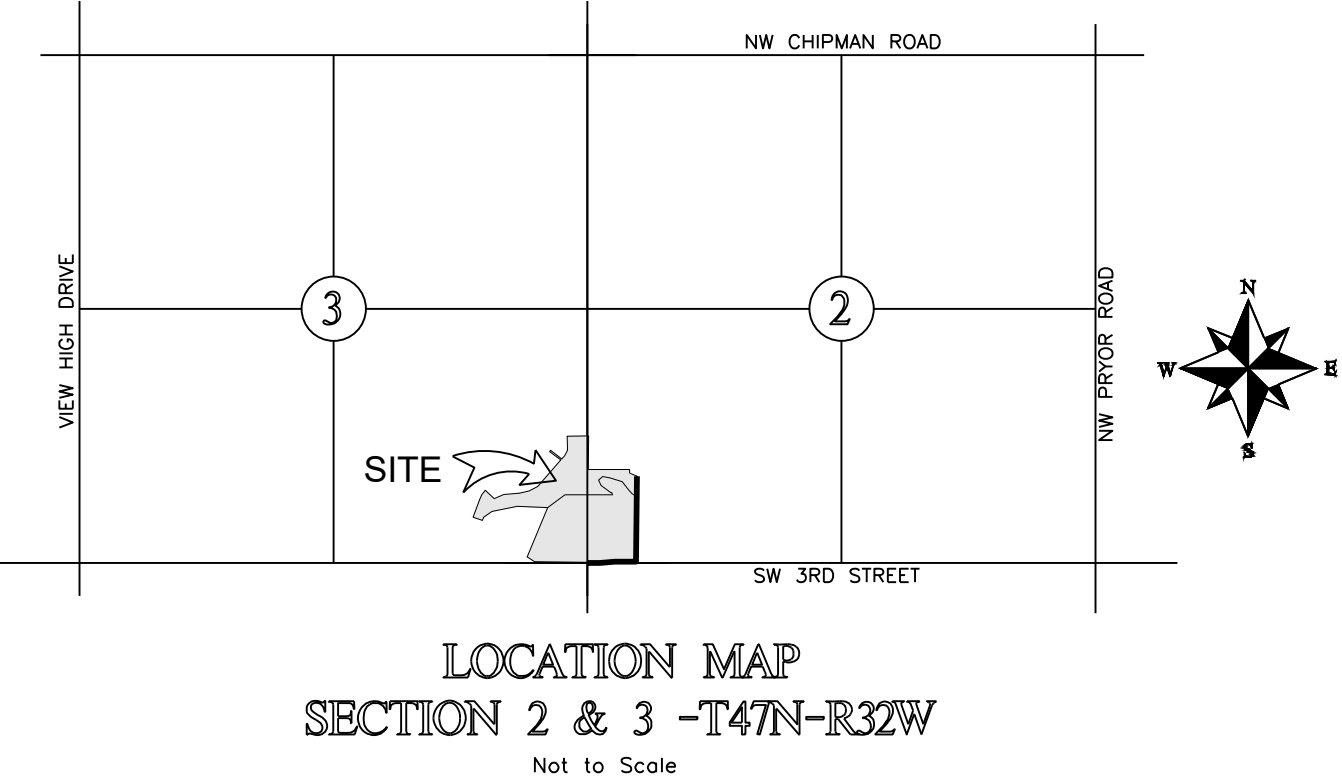 NW CHIPMAN ROAD
VIEW HIGH DRIVE
3
2
NW PRYOR ROAD
N
W
E
S
SITE
SW 3RD STREET
LOCATION MAP
SECTION 2 & 3 -T47N-R32W
Not to Scale